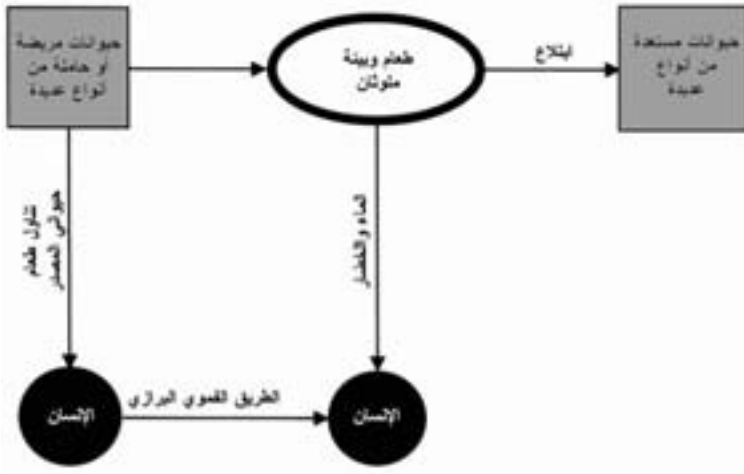 حيوانات مريضة
أو حاملة من
أنواع عديدة
طعام وبيئة
ملوثان
ابتلاع
حيوانات مستعدة
من أنواع
عديدة
تناول طعام
حيواني المصدر
الماء والخضار
الإنسان
الطريق الفموي البرازي
الإنسان